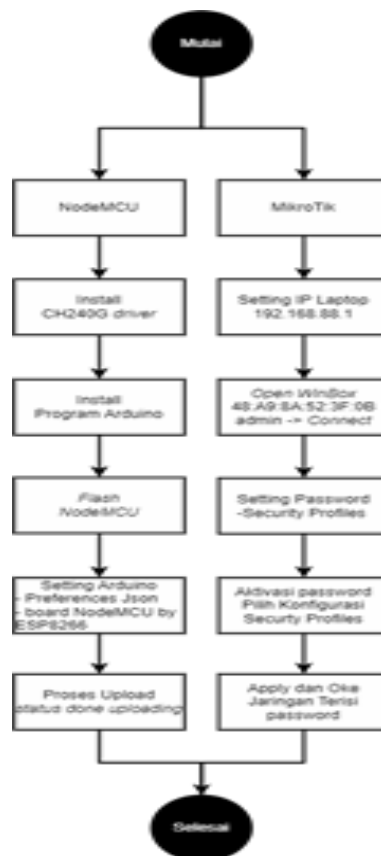 Mulai
NodeMCU
MikroTik
Install
CH240G driver
Setting IP Laptop
192.168.88.1
Install
Program Arduino
Open WinBox
48:A9:8A:52:3F:0B
admin -> Connect
Flash
NodeMCU
Setting Password
-Security Profiles
Setting Arduino
- Preferences Json
- board NodeMCU by
ESP8266
Aktivasi password
Pilih Konfigurasi
Securty Profiles
Proses Upload
status done uploading
Apply dan Oke
Jaringan Terisi
password
Selesai